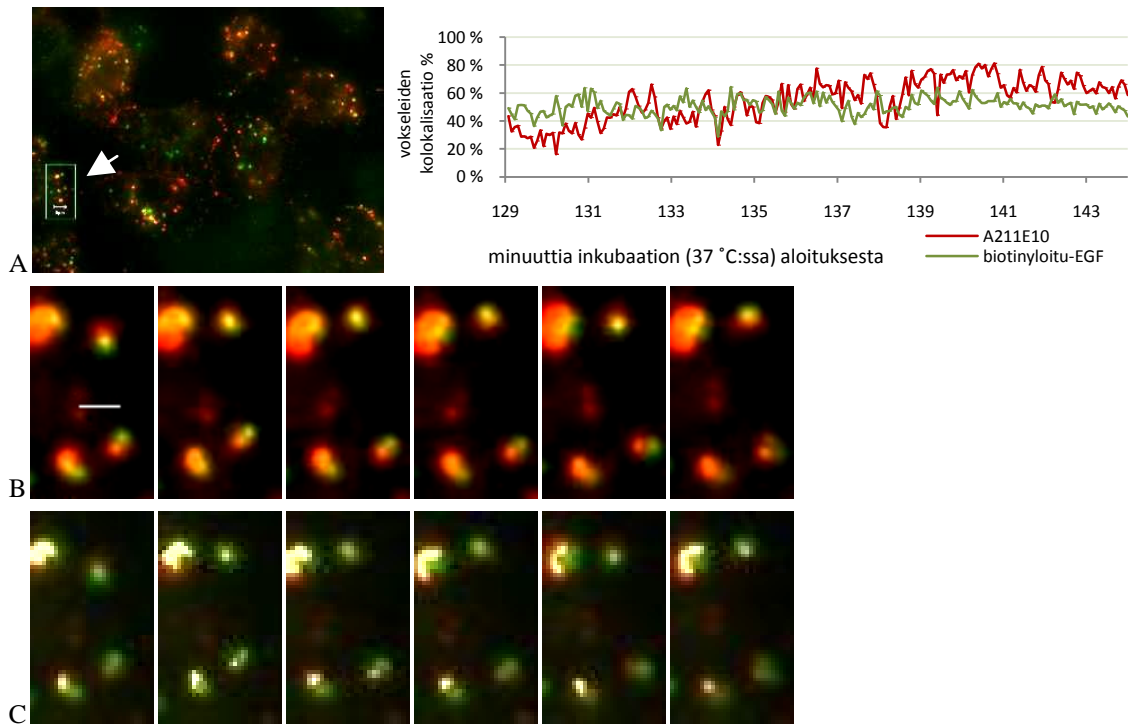 100 %
80 %
60 %
40 %
20 %
0 %
vokseleiden
kolokalisaatio %
129 131 133 135 137 139 141 143
minuuttia inkubaation (37 ˚C:ssa) aloituksesta
A211E10
biotinyloitu-EGF
A
B
C